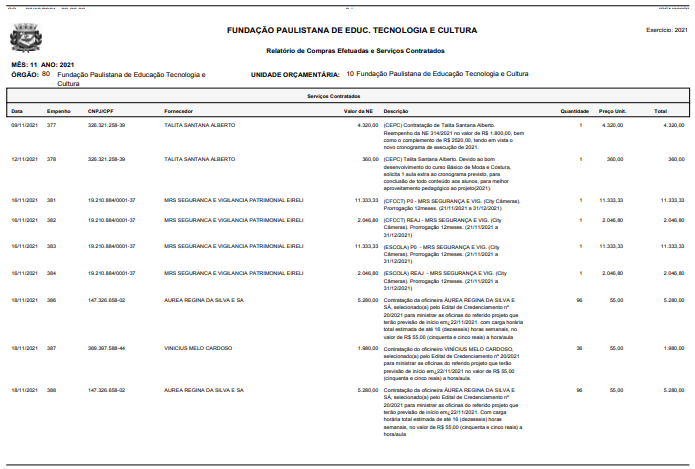 FUNDAÇÃO PAULISTANA DE EDUC. TECNOLOGIA E CULTURA
Exercício: 2021
Relatório de Compras Efetuadas e Serviços Contratados
MÊS: 11 ANO: 2021
ÓRGÃO: 80 Fundação Paulistana de Educação Tecnologia e Cultura
UNIDADE ORÇAMENTÁRIA: 10 Fundação Paulistana de Educação Tecnologia e Cultura
Serviços Contratados
Data Empenho CNPJ/CPF Fornecedor Valor da NE Descrição Quantidade Preço Unit. Total
09/11/2021 377 326.321.258-39 TALITA SANTANA ALBERTO 4.320,00 (CEPC) Contratação de Talita Santana Alberto. 1 4.320,00 4.320,00
Reempenho da NE 314/2021 no valor de R$ 1.800,00, bem
como o complemento de R$ 2520,00, tendo em vista o
novo cronograma de execução de 2021.
12/11/2021 378 326.321.258-39 TALITA SANTANA ALBERTO 360,00 (CEPC) Talita Santana Alberto. Devido ao bom 1 360,00 360,00
desenvolvimento do curso Básico de Moda e Costura,
solicita 1 aula extra ao cronograma previsto, para
conclusão de todo conteúdo aos alunos, para melhor
aproveitamento pedagógico ao projeto(2021).
16/11/2021 381 19.210.884/0001-37 MRS SEGURANCA E VIGILANCIA PATRIMONIAL EIRELI 11.333,33 (CFCCT) P0 - MRS SEGURANÇA E VIG. (City 1 11.333,33 11.333,33
Câmeras). Prorrogação 12meses. (21/11/2021 a
31/12/2021)
16/11/2021 382 19.210.884/0001-37 MRS SEGURANCA E VIGILANCIA PATRIMONIAL EIRELI 2.046,80 (CFCCT) REAJ - MRS SEGURANÇA E VIG. (City 1 2.046,80 2.046,80
Câmeras). Prorrogação 12meses. (21/11/2021 a
31/12/2021)
16/11/2021 383 19.210.884/0001-37 MRS SEGURANCA E VIGILANCIA PATRIMONIAL EIRELI 11.333,33 (ESCOLA) P0 - MRS SEGURANÇA E VIG. (City 1 11.333,33 11.333,33
Câmeras). Prorrogação 12meses. (21/11/2021 a
31/12/2021)
16/11/2021 384 19.210.884/0001-37 MRS SEGURANCA E VIGILANCIA PATRIMONIAL EIRELI 2.046,80 (ESCOLA) REAJ - MRS SEGURANÇA E VIG. (City 1 2.046,80 2.046,80
Câmeras). Prorrogação 12meses. (21/11/2021 a
31/12/2021)
18/11/2021 386 147.326.658-02 AUREA REGINA DA SILVA E SA 5.280,00 Contratação da oficineira ÁUREA REGINA DA SILVA E 96 55,00 5.280,00
SÁ, selecionado(a) pelo Edital de Credenciamento nº
20/2021 para ministrar as oficinas do referido projeto que
terão previsão de início em¿22/11/2021. com carga horária
total estimada de até 16 (dezesseis) horas semanais, no
valor de R$ 55,00 (cinquenta e cinco reais) a hora/aula
18/11/2021 387 369.397.588-44 VINICIUS MELO CARDOSO 1.980,00 Contratação do oficineiro VINÍCIUS MELO CARDOSO, 36 55,00 1.980,00
selecionado(a) pelo Edital de Credenciamento nº 20/2021
para ministrar as oficinas do referido projeto que terão
previsão de início em¿22/11/2021 no valor de R$ 55,00
(cinquenta e cinco reais) a hora/aula.
18/11/2021 388 147.326.658-02 AUREA REGINA DA SILVA E SA 5.280,00 Contratação da oficineira ÁUREA REGINA DA SILVA E 96 55,00 5.280,00
SÁ, selecionado(a) pelo Edital de Credenciamento nº
20/2021 para ministrar as oficinas do referido projeto que
terão previsão de início em¿22/11/2021. Com carga
horária total estimada de até 16 (dezesseis) horas
semanais, no valor de R$ 55,00 (cinquenta e cinco reais) a
hora/aula